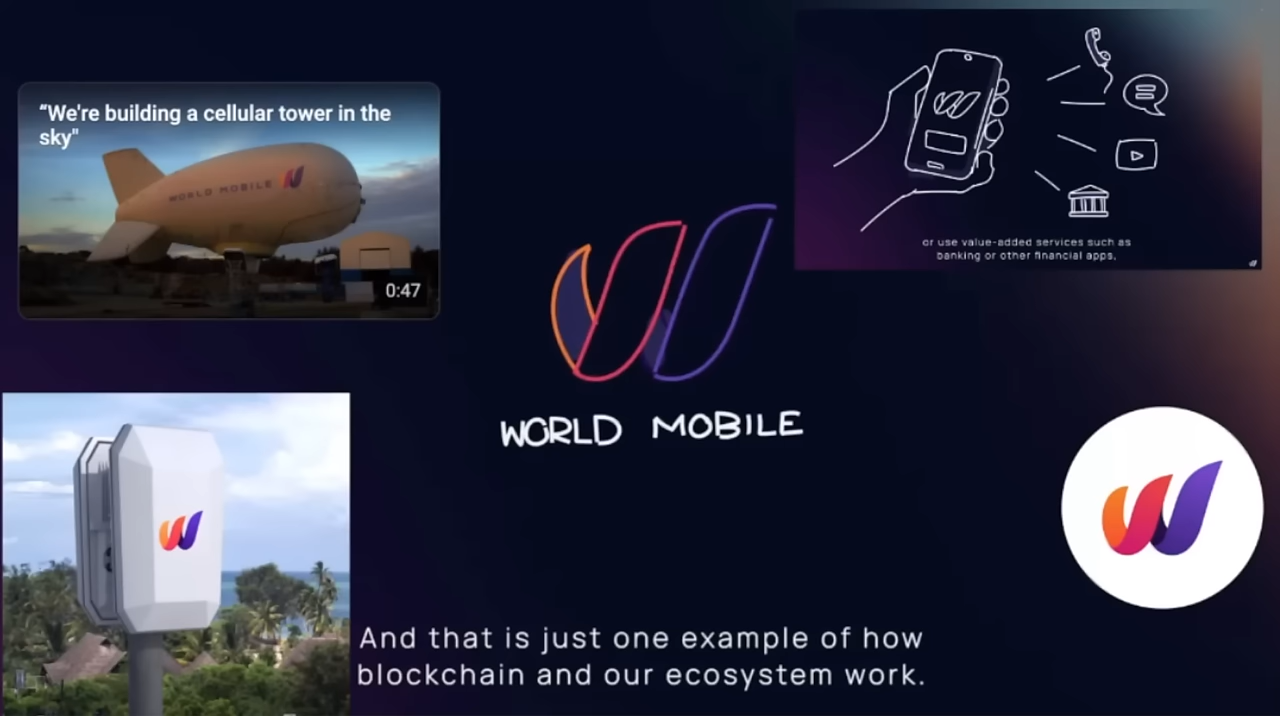 “We're building a cellular tower in the
sky"
WORLD MOBILE
0:47
or use value-added services such as
banking or other financial apps,
WORLD MOBILE
And that is just one example of how
blockchain and our ecosystem work.